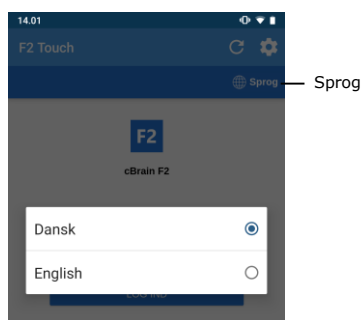 14.01
F2 Touch
Sprog
Sprog
F2
cBrain F2
Dansk
English
LOG IND